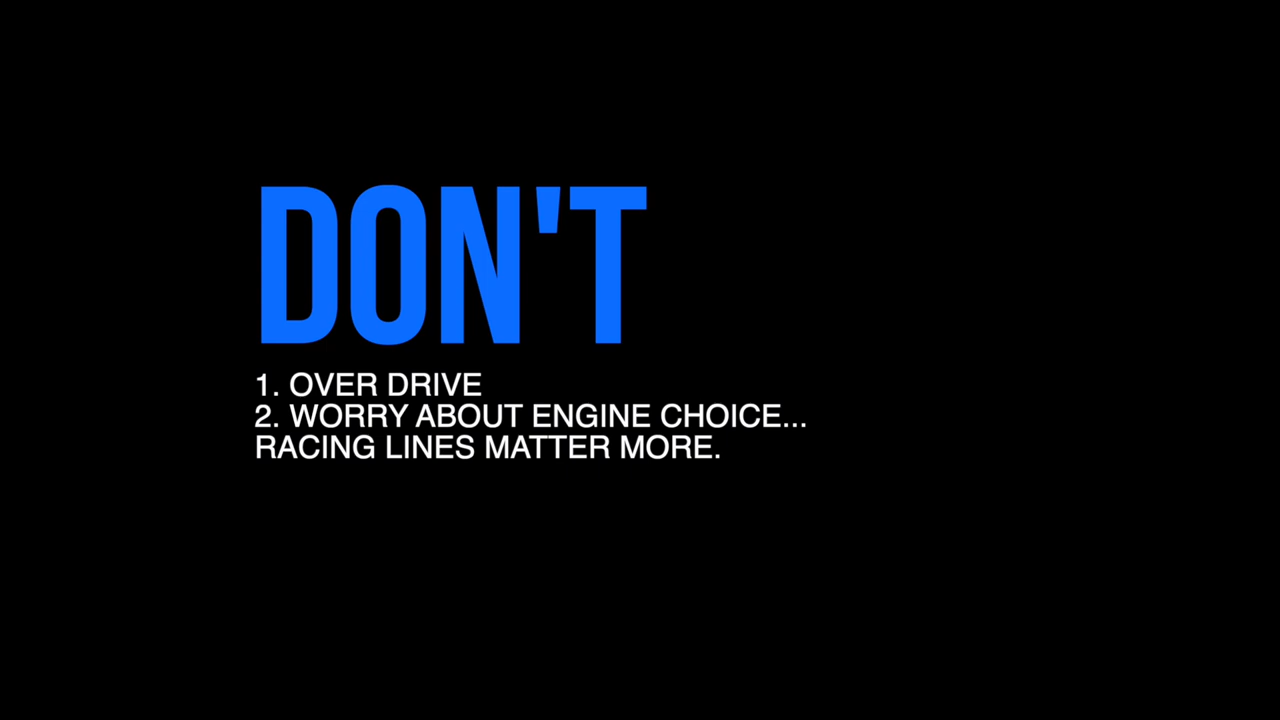 DON'T
1. OVER DRIVE
2. WORRY ABOUT ENGINE CHOICE...
RACING LINES MATTER MORE.